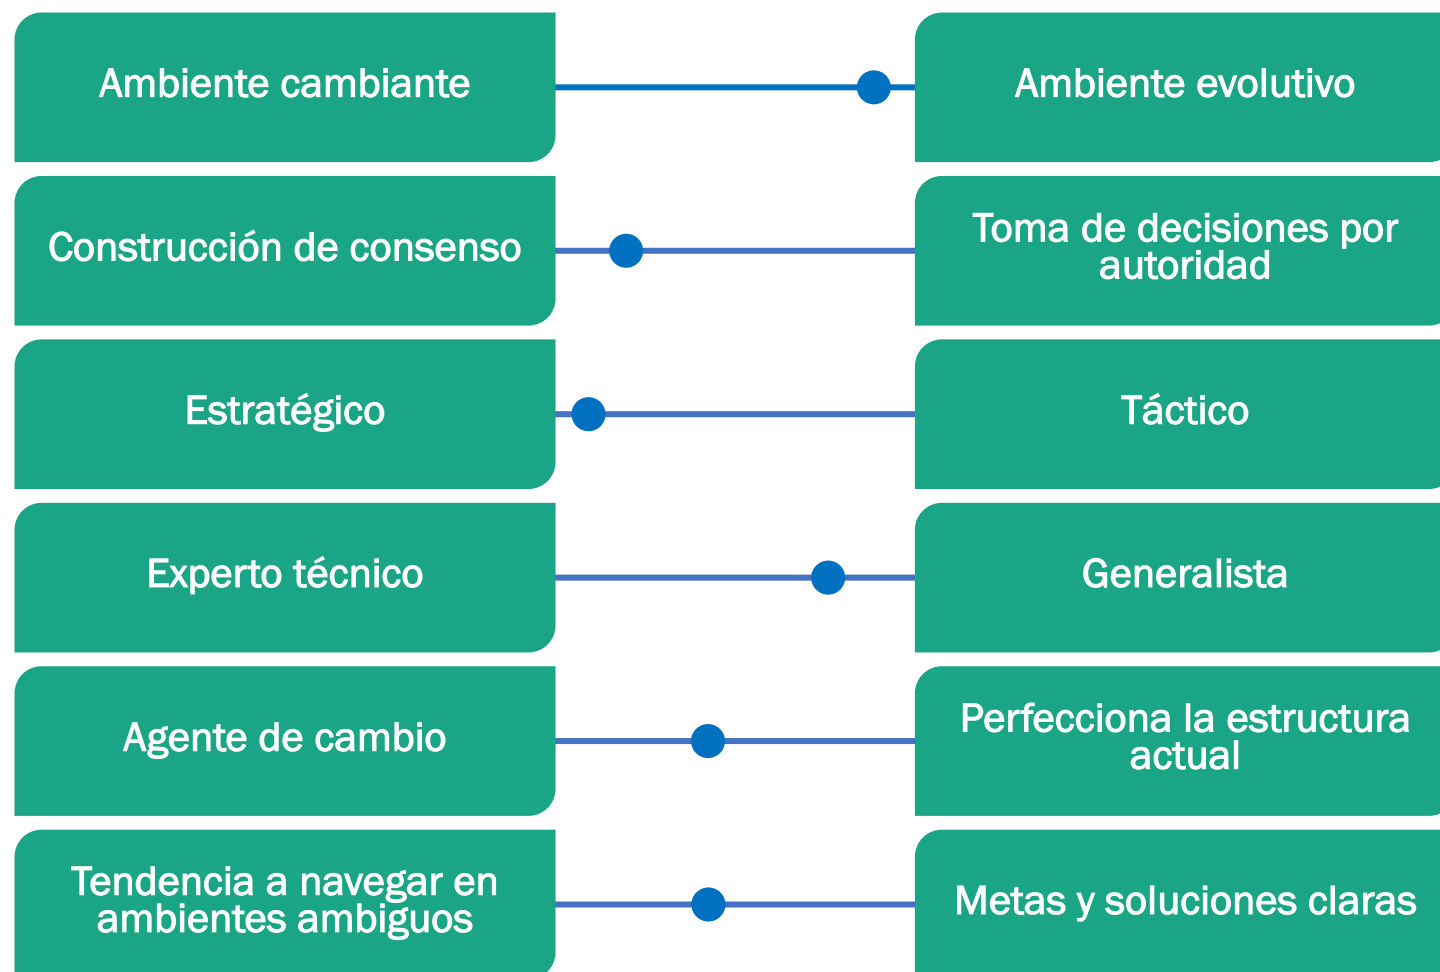 Ambiente cambiante
Ambiente evolutivo
Construcción de consenso
Toma de decisiones por
autoridad
Estratégico
Táctico
Experto técnico
Generalista
Agente de cambio
Perfecciona la estructura
actual
Tendencia a navegar en
ambientes ambiguos
Metas y soluciones claras